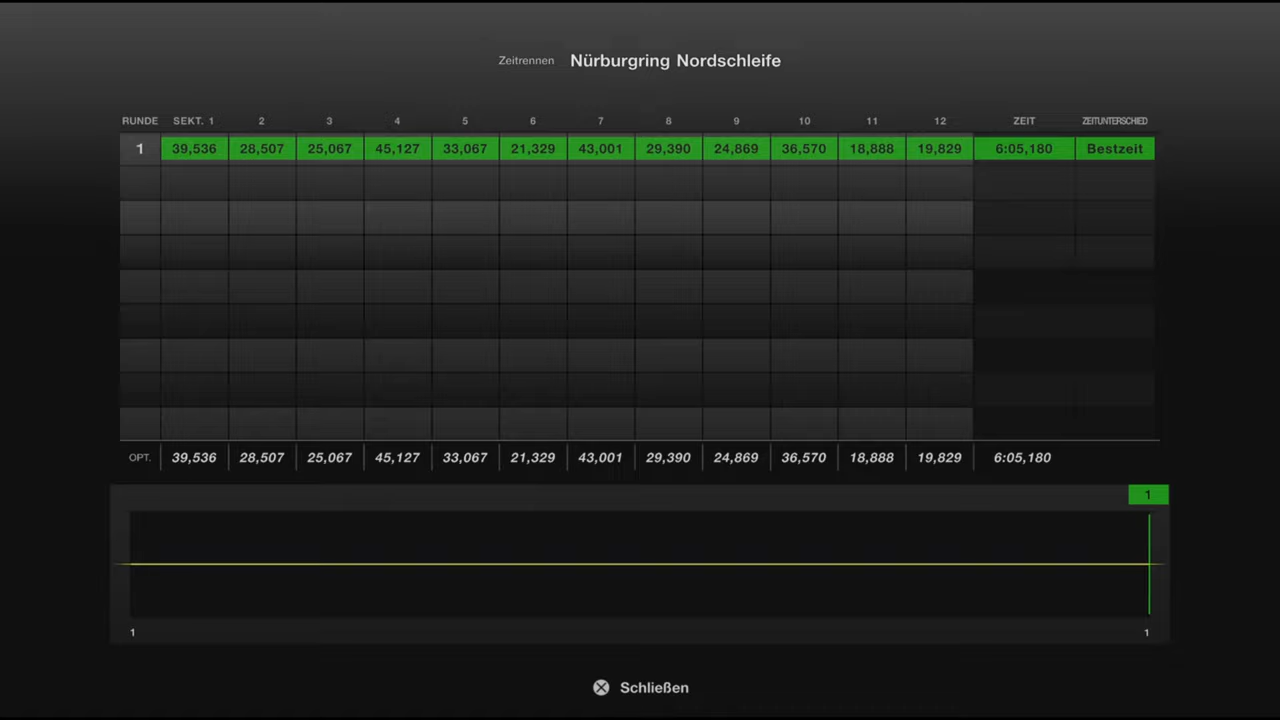 Zeitrennen Nürburgring Nordschleife
RUNDE SEKT. 1 2 3 4 5 6 7 8 9 10 11 12 ZEIT ZEITUNTERSCHIED
1 39,536 28,507 25,067 45,127 33,067 21,329 43,001 29,390 24,869 36,570 18,888 19,829 6:05,180 Bestzeit
OPT. 39,536 28,507 25,067 45,127 33,067 21,329 43,001 29,390 24,869 36,570 18,888 19,829 6:05,180
1
1 1
Schließen